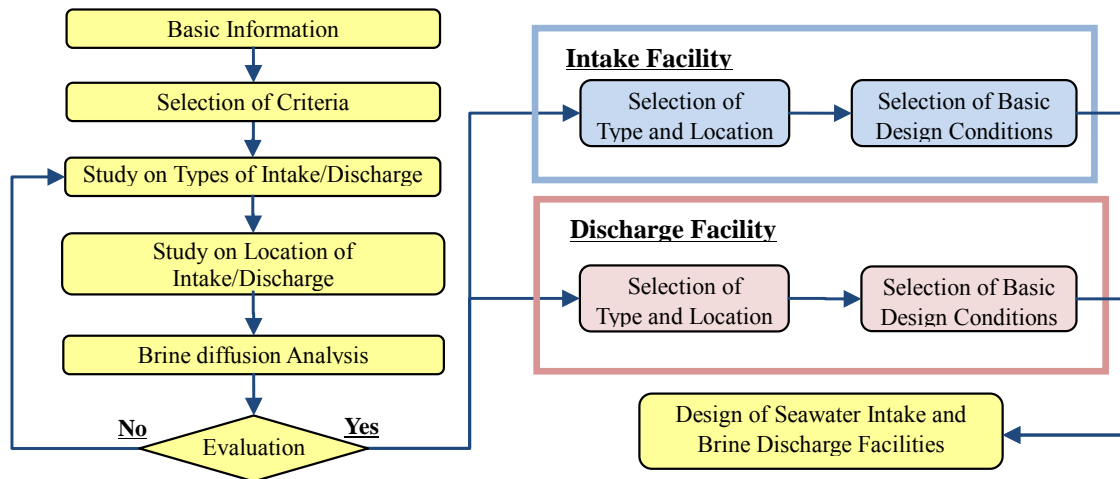 Basic Information
Selection of Criteria
Study on Types of Intake/Discharge
Study on Location of
Intake/Discharge
Brine diffusion Analysis
No
Evaluation
Yes
Intake Facility
Selection of
Type and Location
Selection of Basic
Design Conditions
Discharge Facility
Selection of
Type and Location
Selection of Basic
Design Conditions
Design of Seawater Intake and
Brine Discharge Facilities